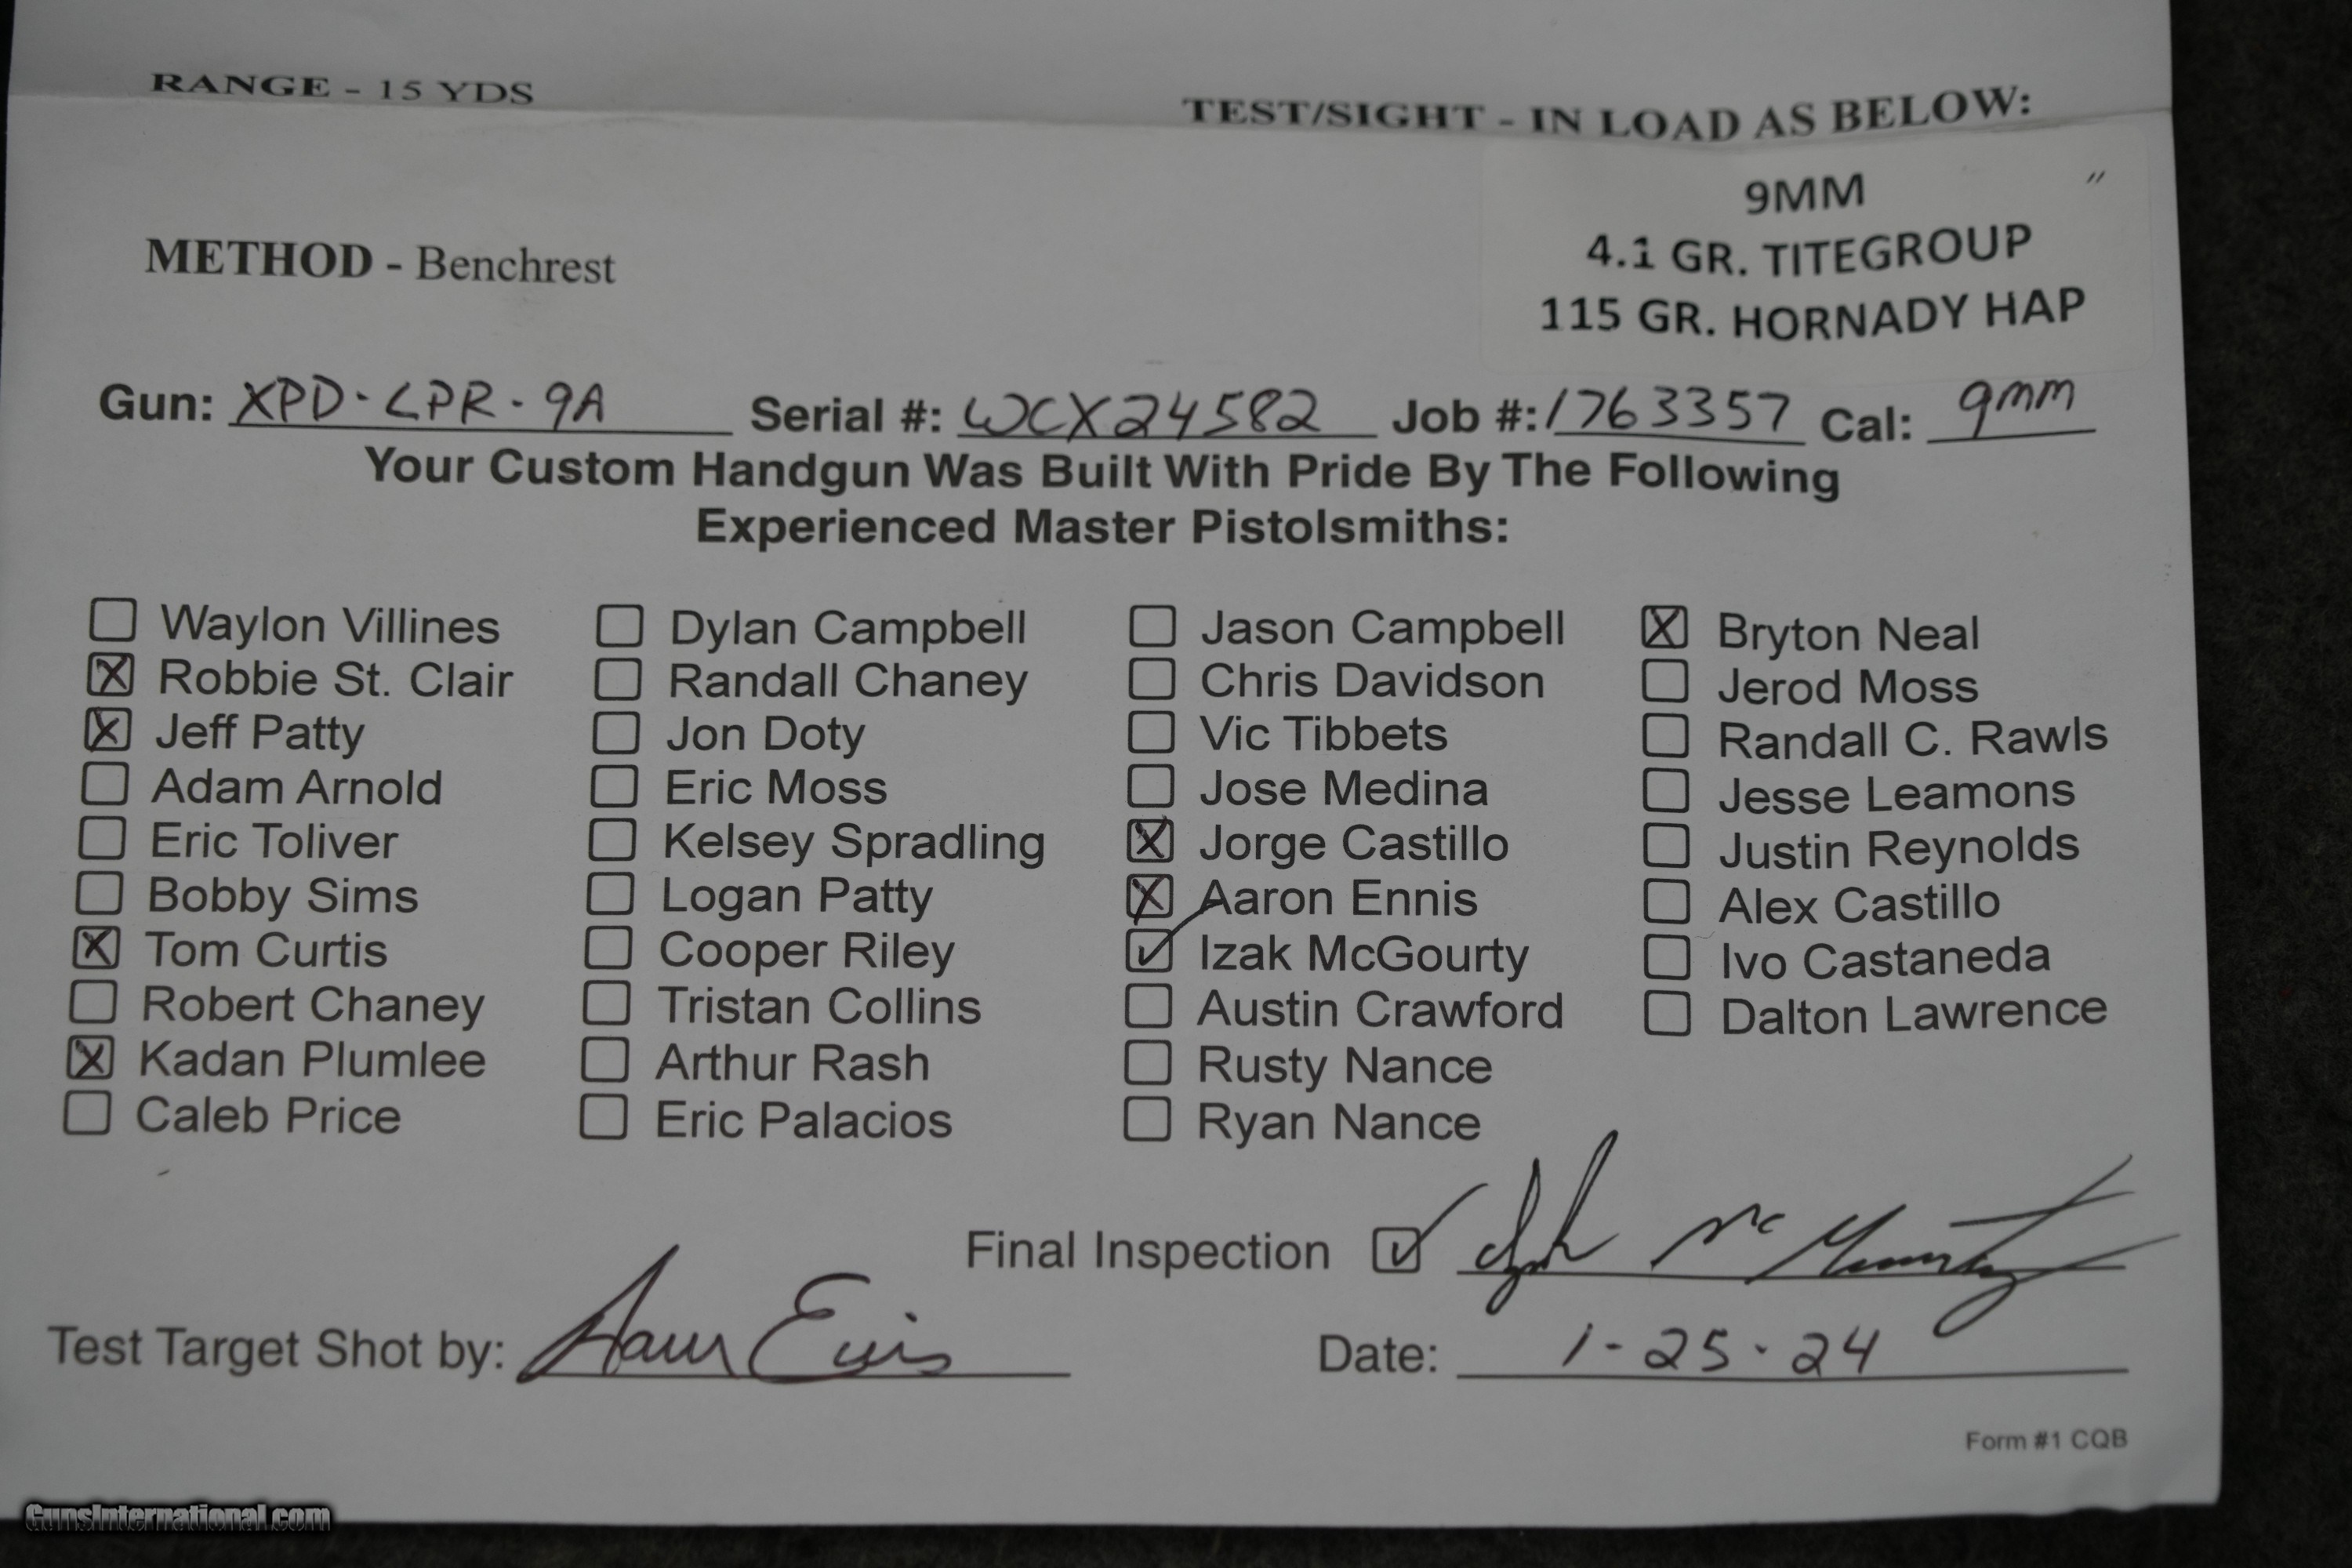 RANGE - 15 YDS
TEST/SIGHT - IN LOAD AS BELOW:
METHOD - Benchrest
9MM "
4.1 GR. TITEGROUP
115 GR. HORNADY HAP
Gun: XPD-CPR-9A Serial #: WCX24582 Job #: 1763357 Cal: 9mm
Your Custom Handgun Was Built With Pride By The Following
Experienced Master Pistolsmiths:
Waylon Villines
Robbie St. Clair
Jeff Patty
Adam Arnold
Eric Toliver
Bobby Sims
Tom Curtis
Robert Chaney
Kadan Plumlee
Caleb Price
Dylan Campbell
Randall Chaney
Jon Doty
Eric Moss
Kelsey Spradling
Logan Patty
Cooper Riley
Tristan Collins
Arthur Rash
Eric Palacios
Jason Campbell
Chris Davidson
Vic Tibbets
Jose Medina
Jorge Castillo
Aaron Ennis
Izak McGourty
Austin Crawford
Rusty Nance
Ryan Nance
Bryton Neal
Jerod Moss
Randall C. Rawls
Jesse Leamons
Justin Reynolds
Alex Castillo
Ivo Castaneda
Dalton Lawrence
Final Inspection Izak McGourty
Test Target Shot by: Aaron Ennis
Date: 1-25-24
Form #1 CQB
GunsInternational.com